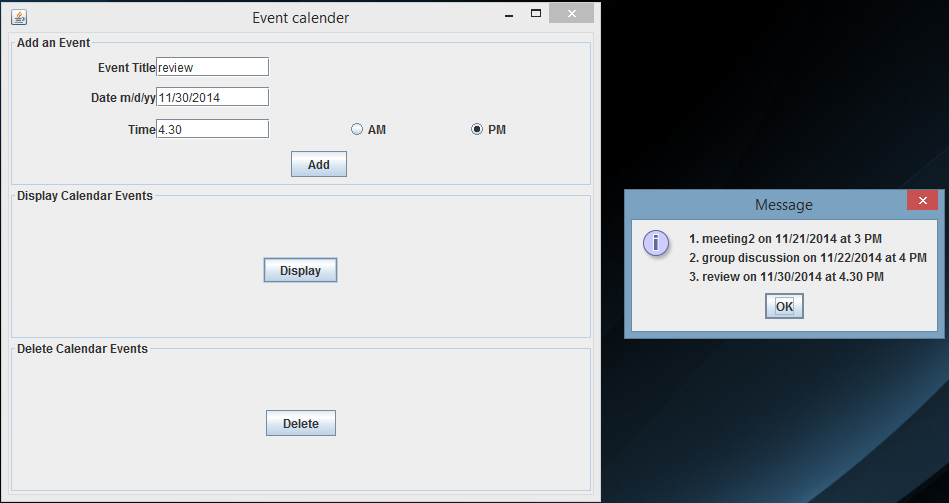 Event calender
Add an Event
Event Title review
Date m/d/yy 11/30/2014
Time 4.30 AM PM
Add
Display Calendar Events
Display
Delete Calendar Events
Delete
Message
1. meeting2 on 11/21/2014 at 3 PM
2. group discussion on 11/22/2014 at 4 PM
3. review on 11/30/2014 at 4.30 PM
OK